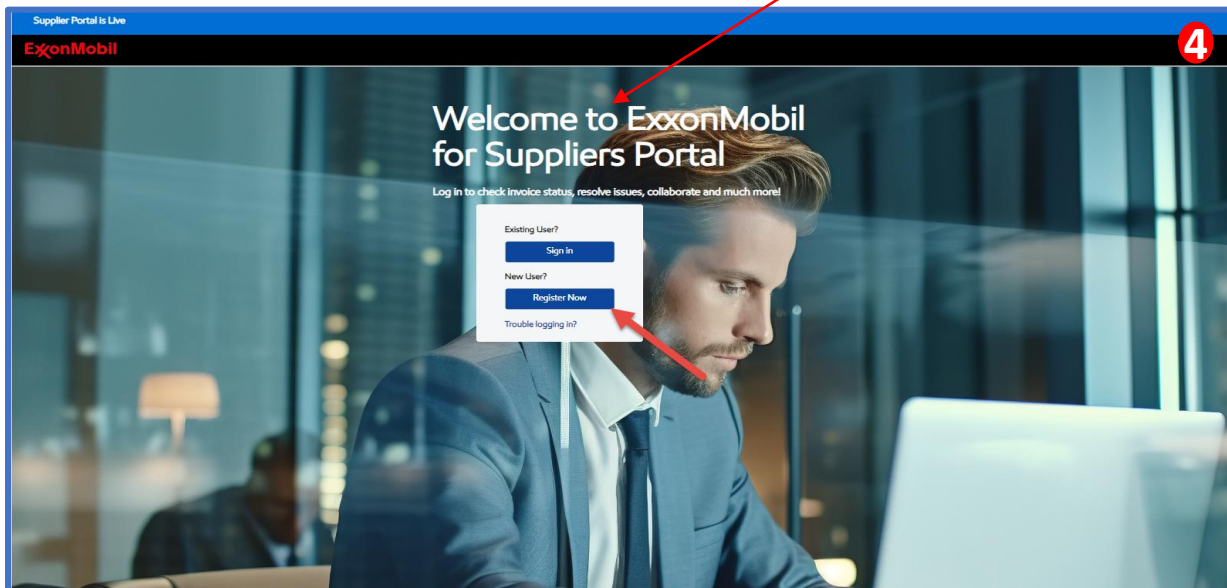 Supplier Portal is Live
ExxonMobil
4
Welcome to ExxonMobil
for Suppliers Portal
Log in to check invoice status, resolve issues, collaborate and much more!
Existing User?
Sign in
New User?
Register Now
Trouble logging in?